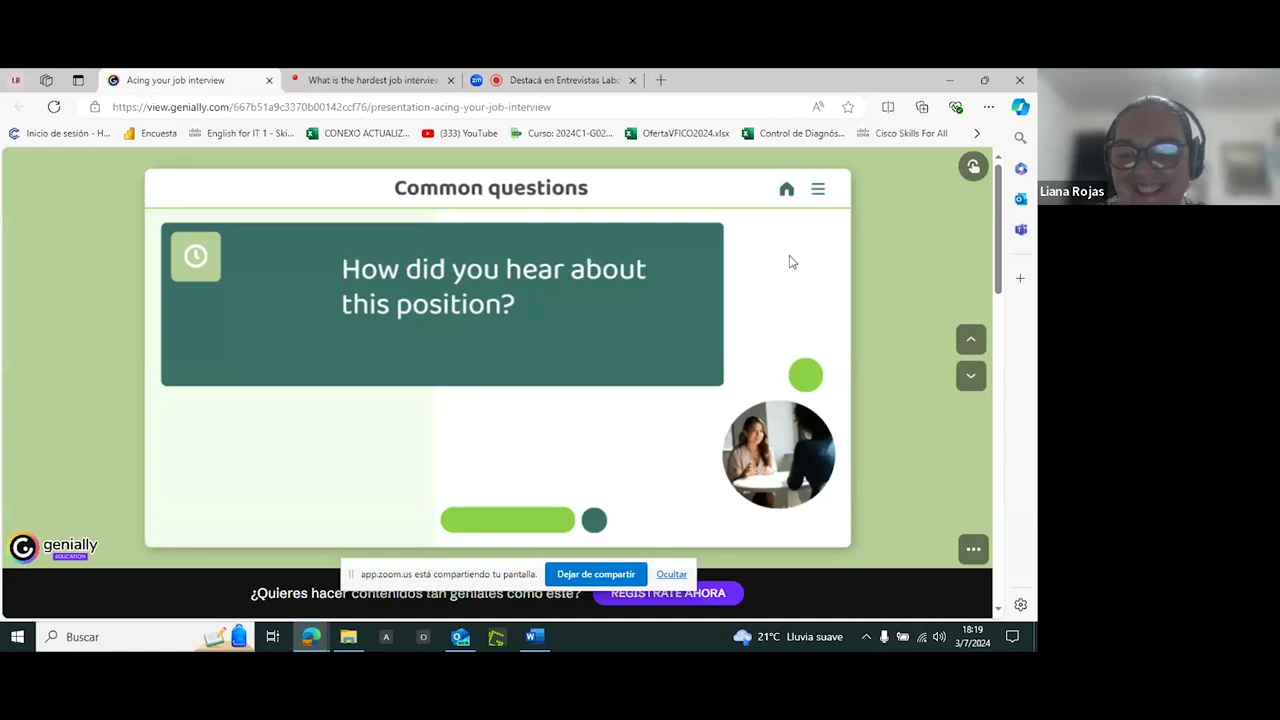 LB
Acing your job interview
What is the hardest job interview
zm
Destacá en Entrevistas Labo
https://view.genially.com/667b51a9c3370b00142ccf76/presentation-acing-your-job-interview
Inicio de sesión - H...
Encuesta
English for IT 1 - Ski...
CONEXO ACTUALIZ...
(333) YouTube
Curso: 2024C1-G02...
OfertaVFICO2024.xlsx
Control de Diagnós...
Cisco Skills For All
Liana Rojas
Common questions
How did you hear about
this position?
genially
EDUCATION
app.zoom.us está compartiendo tu pantalla.
Dejar de compartir
Ocultar
¿Quieres hacer contenidos tan geniales como este?
REGÍSTRATE AHORA
Buscar
A
O
21°C Lluvia suave
18:19
3/7/2024